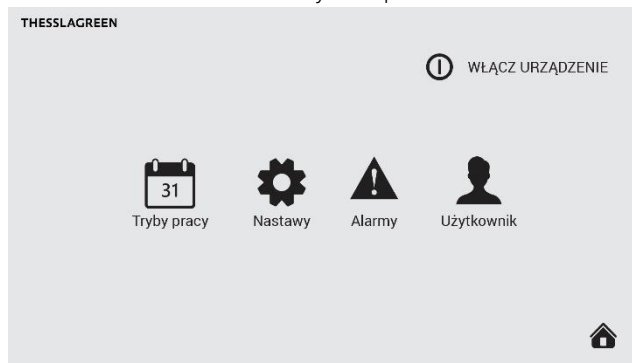 THESSLAGREEN
WŁĄCZ URZĄDZENIE
31
Tryby pracy Nastawy Alarmy Użytkownik